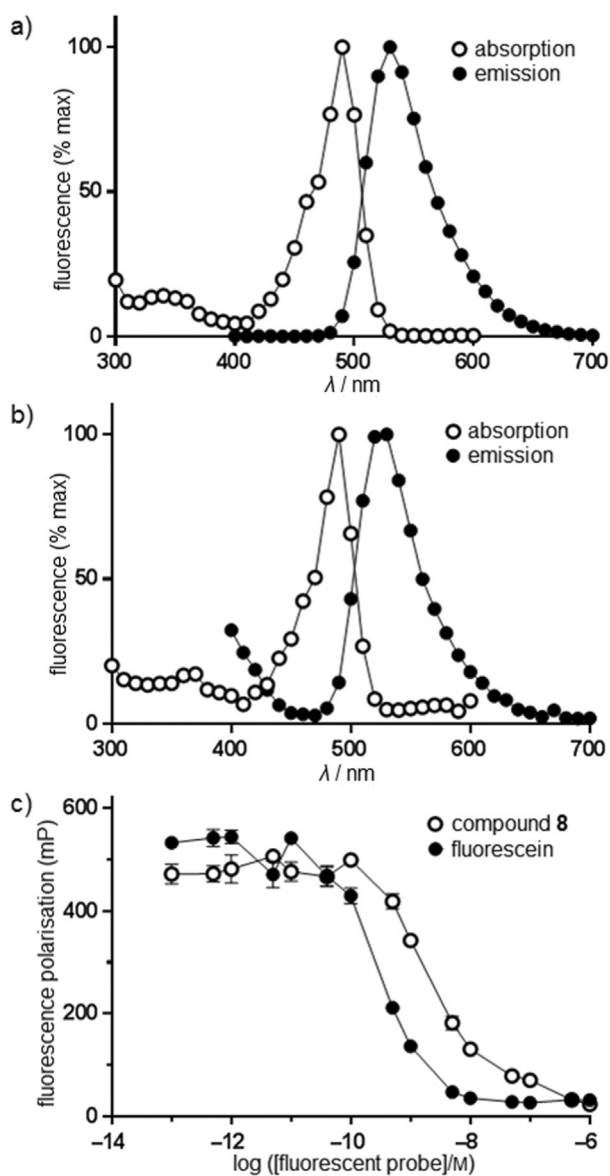 a)
absorption
emission
fluorescence (% max)
100
50
0
300 400 500 600 700
λ / nm
b)
absorption
emission
fluorescence (% max)
100
50
0
300 400 500 600 700
λ / nm
c)
compound 8
fluorescein
fluorescence polarisation (mP)
600
400
200
0
−14 −12 −10 −8 −6
log ([fluorescent probe]/M)